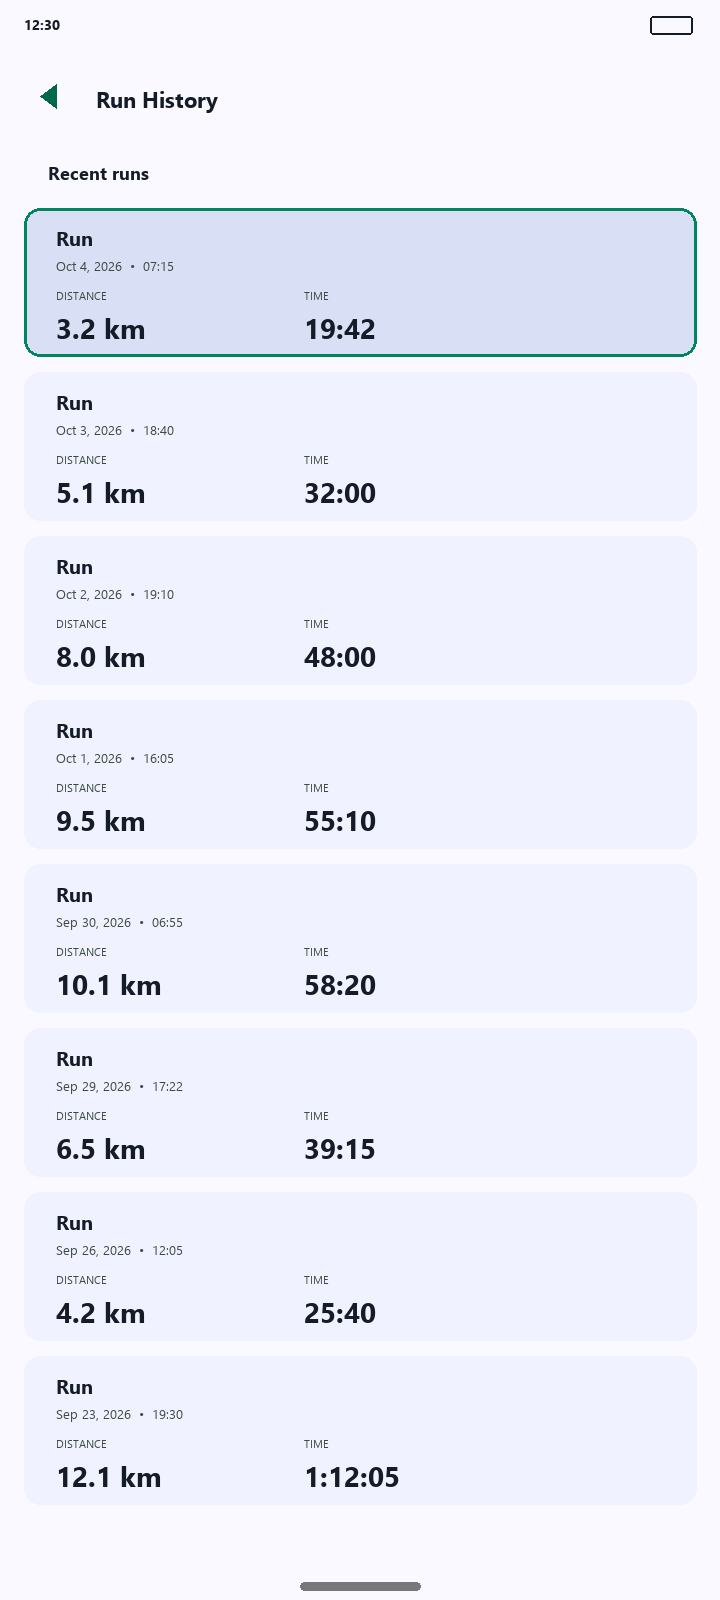 12:30
Run History
Recent runs
Run
Oct 4, 2026 • 07:15
DISTANCE TIME
3.2 km 19:42
Run
Oct 3, 2026 • 18:40
DISTANCE TIME
5.1 km 32:00
Run
Oct 2, 2026 • 19:10
DISTANCE TIME
8.0 km 48:00
Run
Oct 1, 2026 • 16:05
DISTANCE TIME
9.5 km 55:10
Run
Sep 30, 2026 • 06:55
DISTANCE TIME
10.1 km 58:20
Run
Sep 29, 2026 • 17:22
DISTANCE TIME
6.5 km 39:15
Run
Sep 26, 2026 • 12:05
DISTANCE TIME
4.2 km 25:40
Run
Sep 23, 2026 • 19:30
DISTANCE TIME
12.1 km 1:12:05